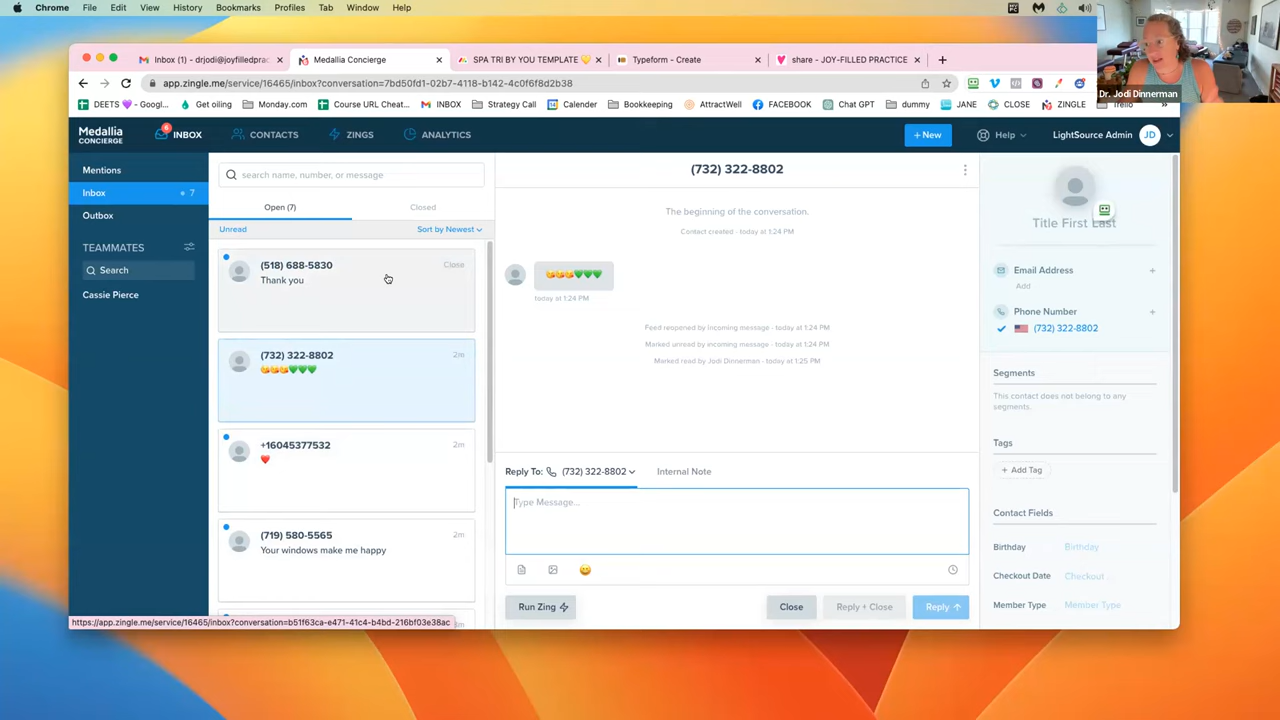 Chrome File Edit View History Bookmarks Profiles Tab Window Help
Inbox (1) - drjodi@joyfilledprac
Medallia Concierge
SPA TRI BY YOU TEMPLATE 💛
Typeform - Create
share - JOY-FILLED PRACTICE
app.zingle.me/service/16465/inbox?conversation=7bd50fd1-02b7-4118-b142-4c0f6f8d2b38
DEETS 💜 - Googl... Get oiling Monday.com Course URL Cheat... INBOX Strategy Call Calender Bookkeeping AttractWell FACEBOOK Chat GPT dummy JANE CLOSE ZINGLE Trello »
Dr. Jodi Dinnerman
Medallia
CONCIERGE
6
INBOX
CONTACTS
ZINGS
ANALYTICS
+ New
Help
LightSource Admin
JD
Mentions
Inbox 7
Outbox
TEAMMATES
Search
Cassie Pierce
search name, number, or message
Open (7)
Closed
Unread
Sort by Newest
(518) 688-5830
Close
Thank you
(732) 322-8802
2m
😘😘😘💚💚💚
+16045377532
2m
❤️
(719) 580-5565
2m
Your windows make me happy
(732) 322-8802
The beginning of the conversation.
Contact created - today at 1:24 PM
😘😘😘💚💚💚
today at 1:24 PM
Feed reopened by incoming message - today at 1:24 PM
Marked unread by incoming message - today at 1:24 PM
Marked read by Jodi Dinnerman - today at 1:25 PM
Reply To: (732) 322-8802
Internal Note
Type Message...
Run Zing
Close
Reply + Close
Reply
Title First Last
Email Address +
Add
Phone Number +
(732) 322-8802
Segments
This contact does not belong to any
segments.
Tags
+ Add Tag
Contact Fields
Birthday Birthday
Checkout Date Checkout ...
Member Type Member Type
https://app.zingle.me/service/16465/inbox?conversation=b51f63ca-e471-41c4-b4bd-216bf03e38ac